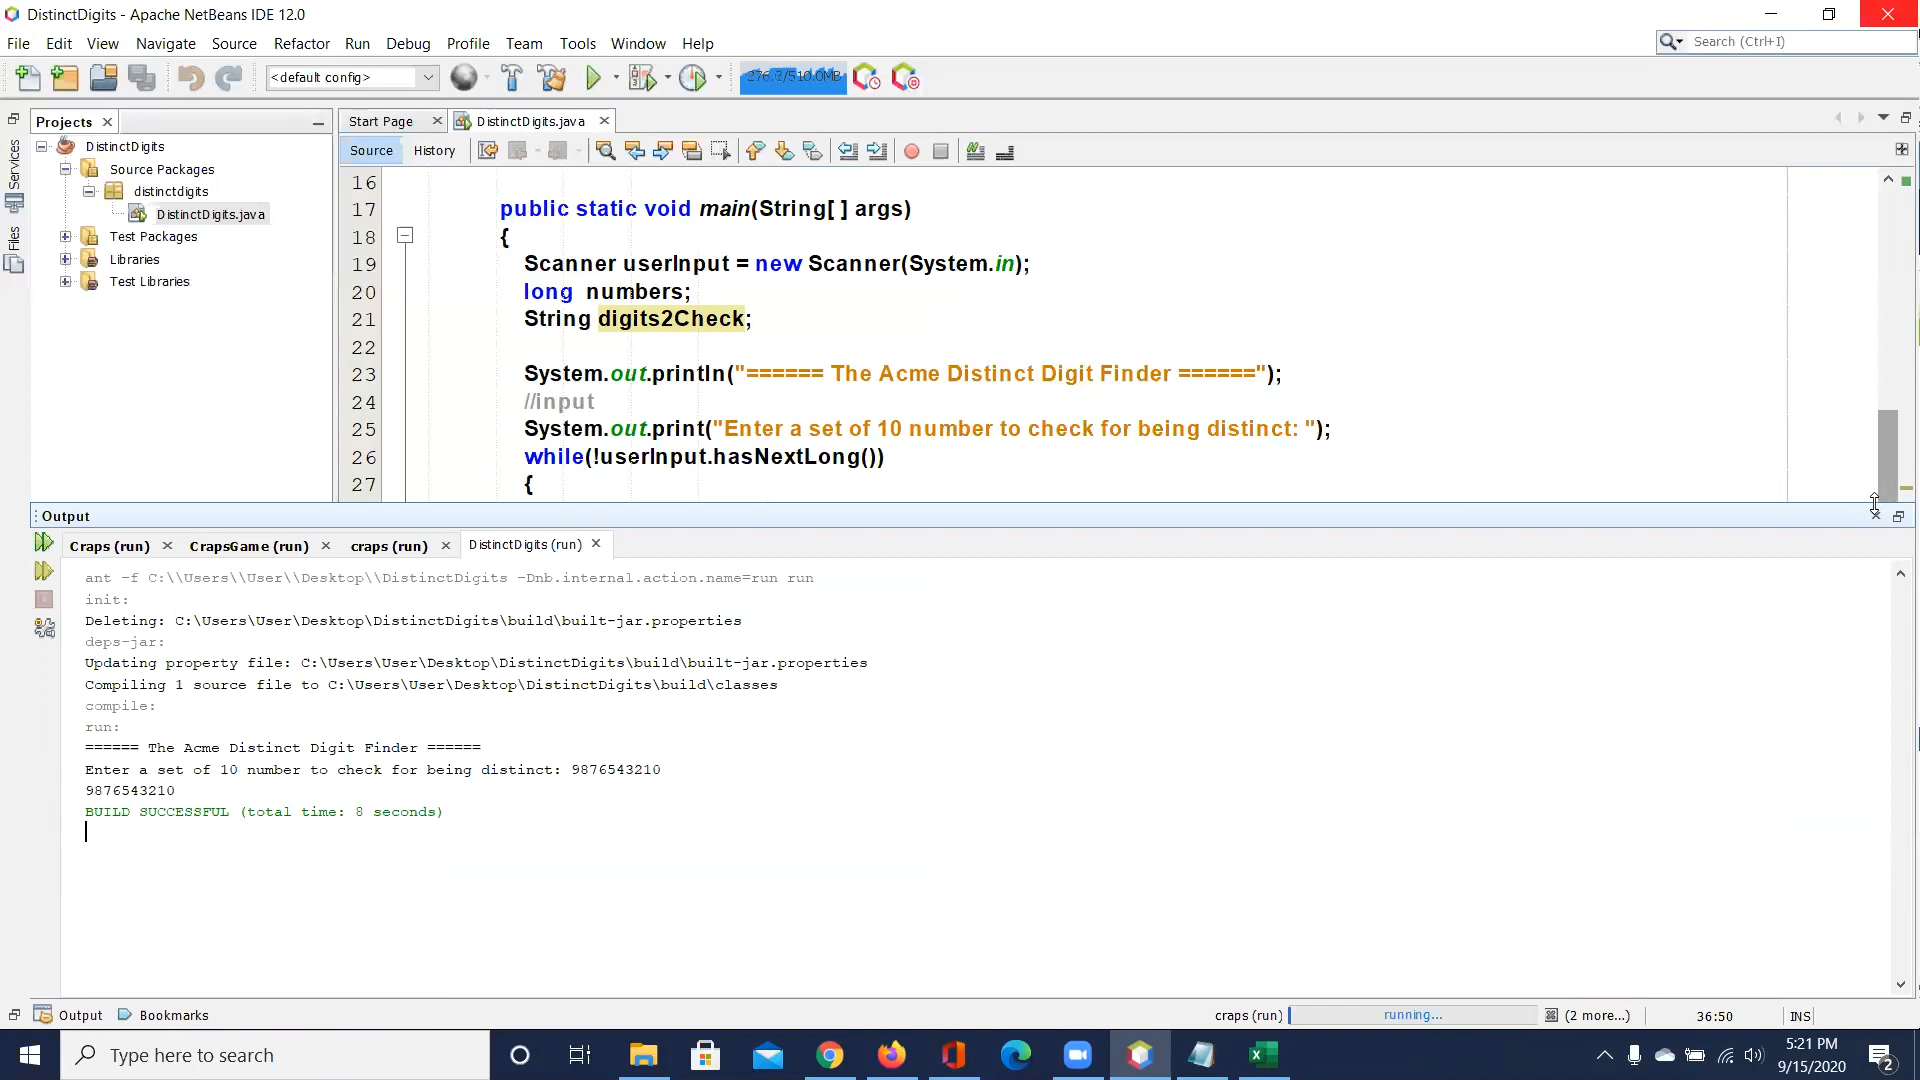 DistinctDigits - Apache NetBeans IDE 12.0
File Edit View Navigate Source Refactor Run Debug Profile Team Tools Window Help
Search (Ctrl+I)
<default config>
276.0/510.0MB
Projects
Start Page
DistinctDigits.java
Source
History
Services
Files
DistinctDigits
Source Packages
distinctdigits
DistinctDigits.java
Test Packages
Libraries
Test Libraries
16
17 public static void main(String[ ] args)
18 {
19 Scanner userInput = new Scanner(System.in);
20 long numbers;
21 String digits2Check;
22
23 System.out.println("====== The Acme Distinct Digit Finder ======");
24 //input
25 System.out.print("Enter a set of 10 number to check for being distinct: ");
26 while(!userInput.hasNextLong())
27 {
Output
Craps (run) CrapsGame (run) craps (run) DistinctDigits (run)
ant -f C:\\Users\\User\\Desktop\\DistinctDigits -Dnb.internal.action.name=run run
init:
Deleting: C:\Users\User\Desktop\DistinctDigits\build\built-jar.properties
deps-jar:
Updating property file: C:\Users\User\Desktop\DistinctDigits\build\built-jar.properties
Compiling 1 source file to C:\Users\User\Desktop\DistinctDigits\build\classes
compile:
run:
====== The Acme Distinct Digit Finder ======
Enter a set of 10 number to check for being distinct: 9876543210
9876543210
BUILD SUCCESSFUL (total time: 8 seconds)
Output Bookmarks
craps (run) running... (2 more...) 36:50 INS
Type here to search
5:21 PM
9/15/2020
2